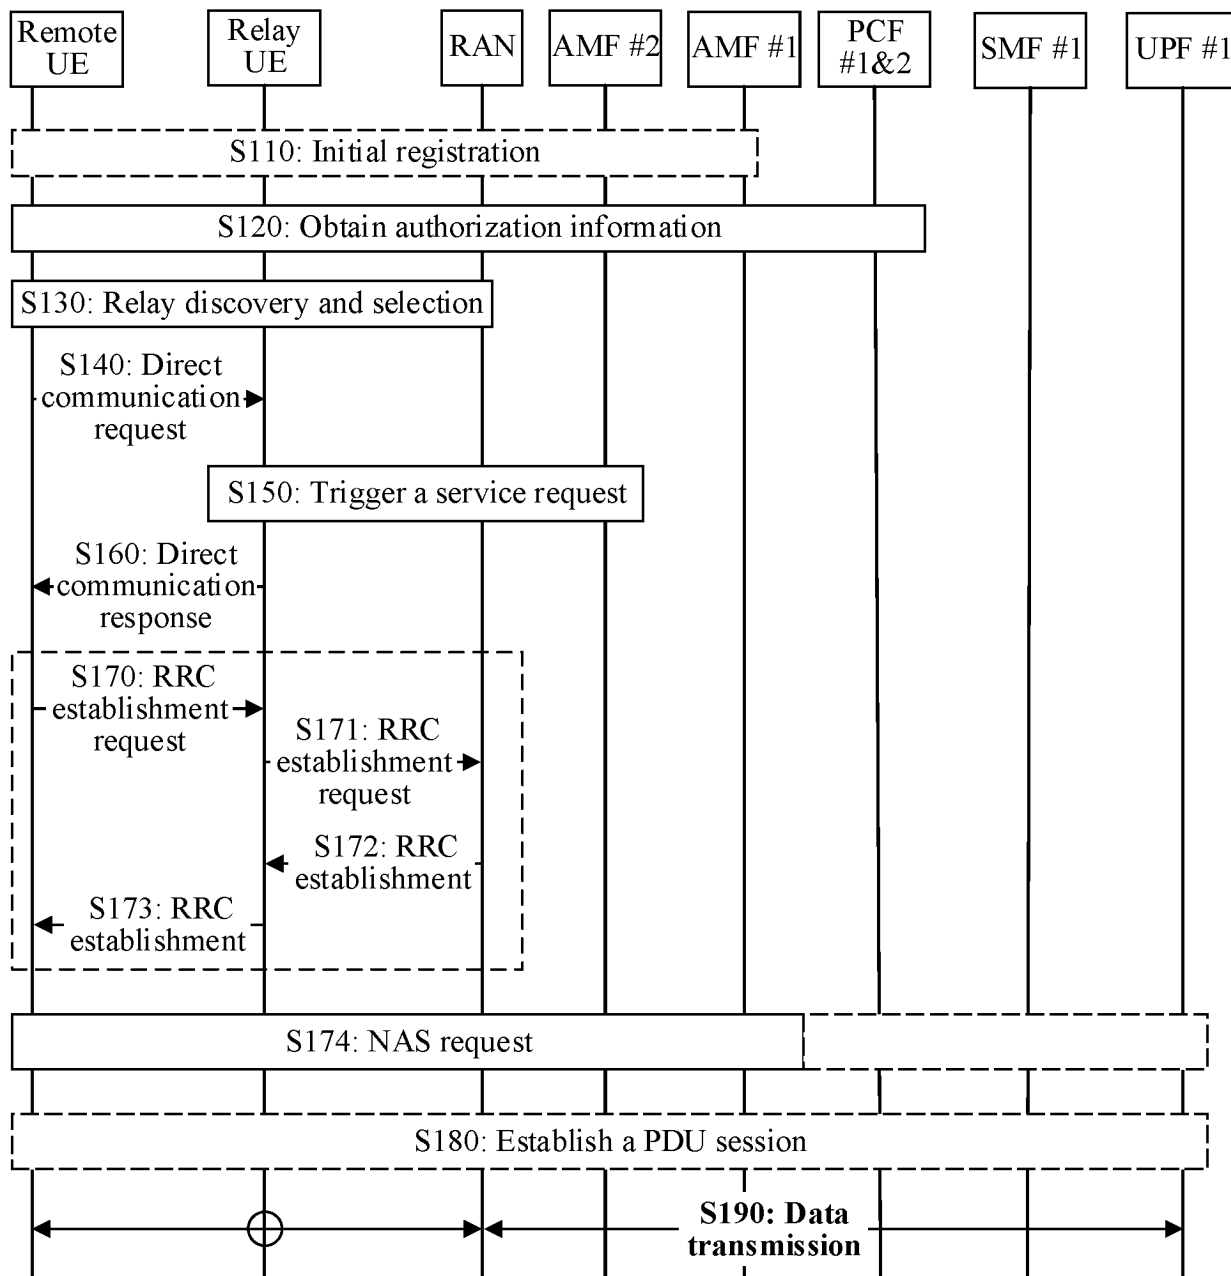 Remote
UE
Relay
UE
RAN
AMF #2
AMF #1
PCF
#1&2
SMF #1
UPF #1
S110: Initial registration
S120: Obtain authorization information
S130: Relay discovery and selection
S140: Direct
communication
request
S150: Trigger a service request
S160: Direct
communication
response
S170: RRC
establishment
request
S171: RRC
establishment
request
S172: RRC
establishment
S173: RRC
establishment
S174: NAS request
S180: Establish a PDU session
S190: Data
transmission